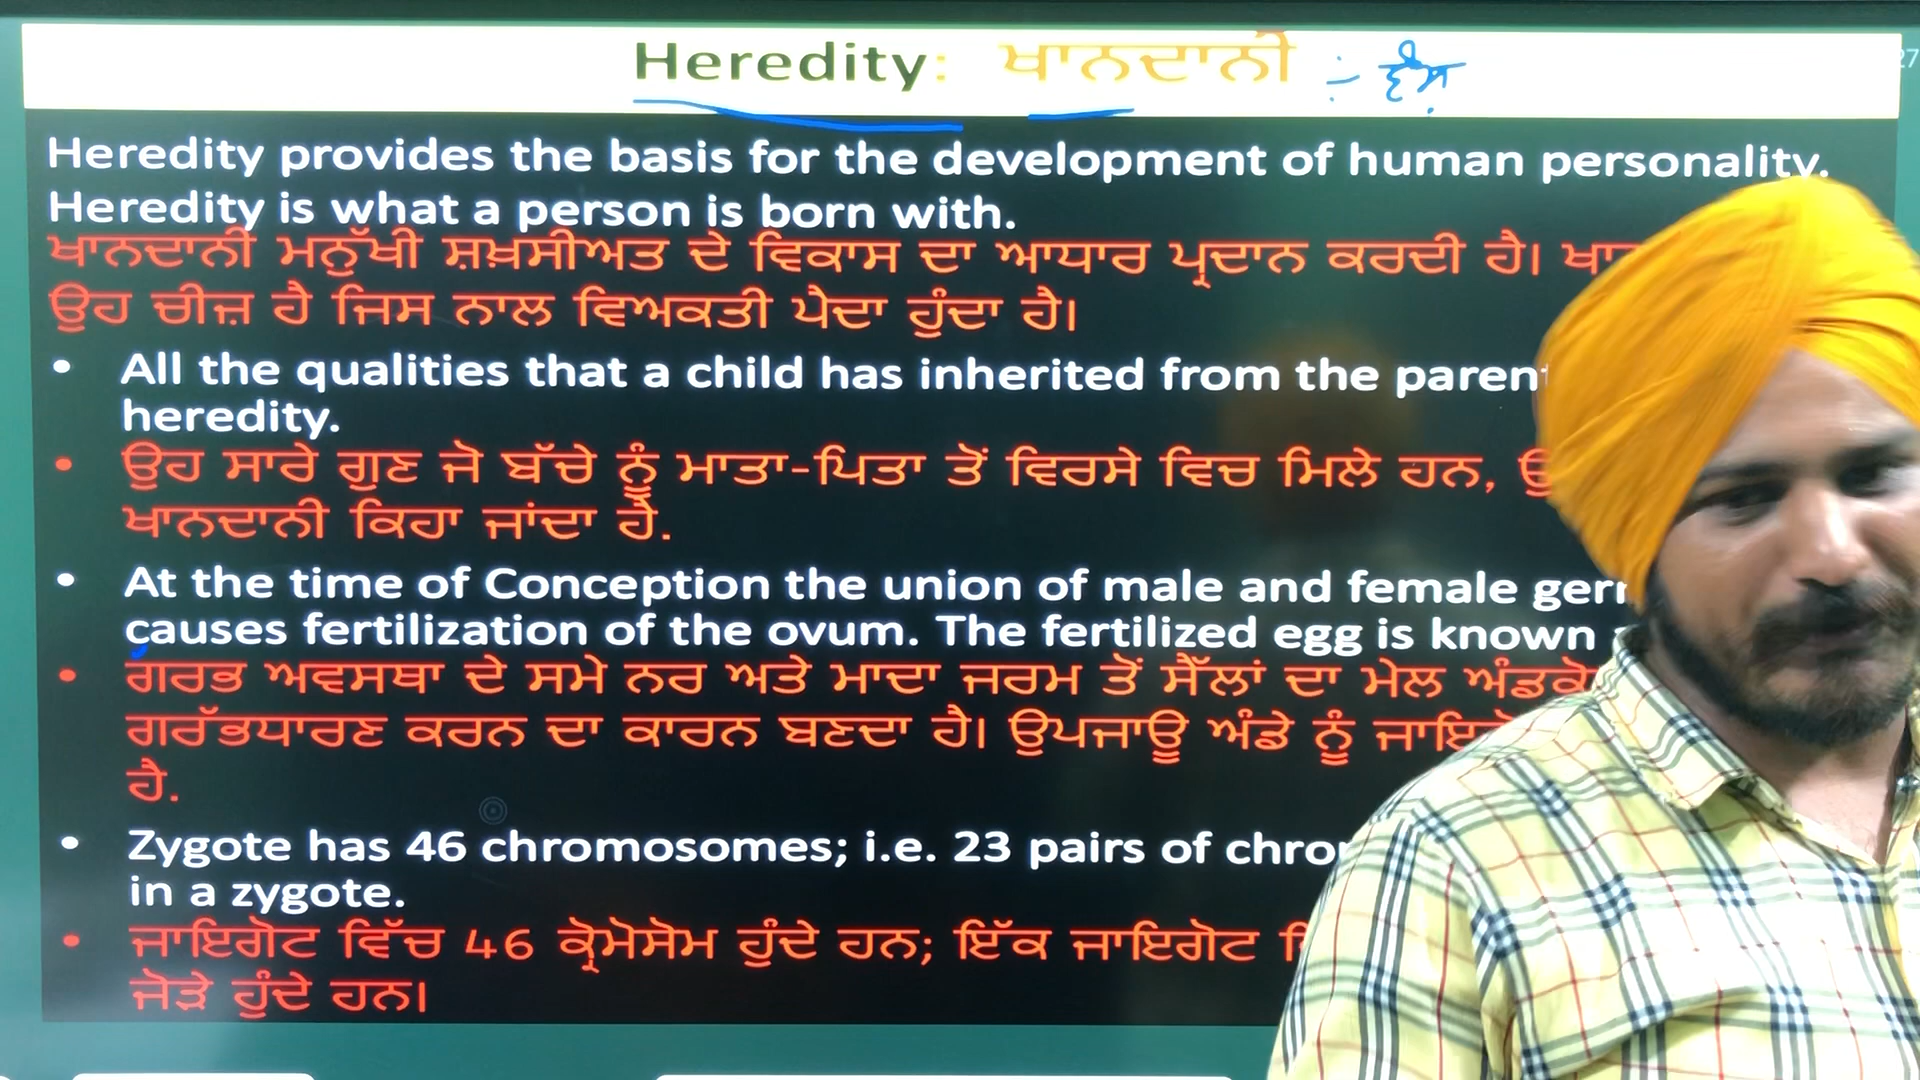 Heredity: ਖਾਨਦਾਨੀ :- ਵੰਸ਼
27
Heredity provides the basis for the development of human personality.
Heredity is what a person is born with.
ਖਾਨਦਾਨੀ ਮਨੁੱਖੀ ਸ਼ਖ਼ਸੀਅਤ ਦੇ ਵਿਕਾਸ ਦਾ ਆਧਾਰ ਪ੍ਰਦਾਨ ਕਰਦੀ ਹੈ।
ਉਹ ਚੀਜ਼ ਹੈ ਜਿਸ ਨਾਲ ਵਿਅਕਤੀ ਪੈਦਾ ਹੁੰਦਾ ਹੈ।
• All the qualities that a child has inherited from the
heredity.
• ਉਹ ਸਾਰੇ ਗੁਣ ਜੋ ਬੱਚੇ ਨੂੰ ਮਾਤਾ-ਪਿਤਾ ਤੋਂ ਵਿਰਸੇ ਵਿਚ ਮਿਲੇ ਹਨ,
ਖਾਨਦਾਨੀ ਕਿਹਾ ਜਾਂਦਾ ਹੈ.
• At the time of Conception the union of male and female
causes fertilization of the ovum. The fertilized egg is known
• ਗਰਭ ਅਵਸਥਾ ਦੇ ਸਮੇ ਨਰ ਅਤੇ ਮਾਦਾ ਜਰਮ ਤੋਂ ਸੈੱਲਾਂ ਦਾ ਮੇਲ
ਗਰੱਭਧਾਰਣ ਕਰਨ ਦਾ ਕਾਰਨ ਬਣਦਾ ਹੈ। ਉਪਜਾਊ ਅੰਡੇ ਨੂੰ
ਹੈ.
• Zygote has 46 chromosomes; i.e. 23 pairs of
in a zygote.
• ਜਾਇਗੋਟ ਵਿੱਚ 46 ਕ੍ਰੋਮੋਸੋਮ ਹੁੰਦੇ ਹਨ; ਇੱਕ ਜਾਇਗੋਟ
ਜੋੜੇ ਹੁੰਦੇ ਹਨ।